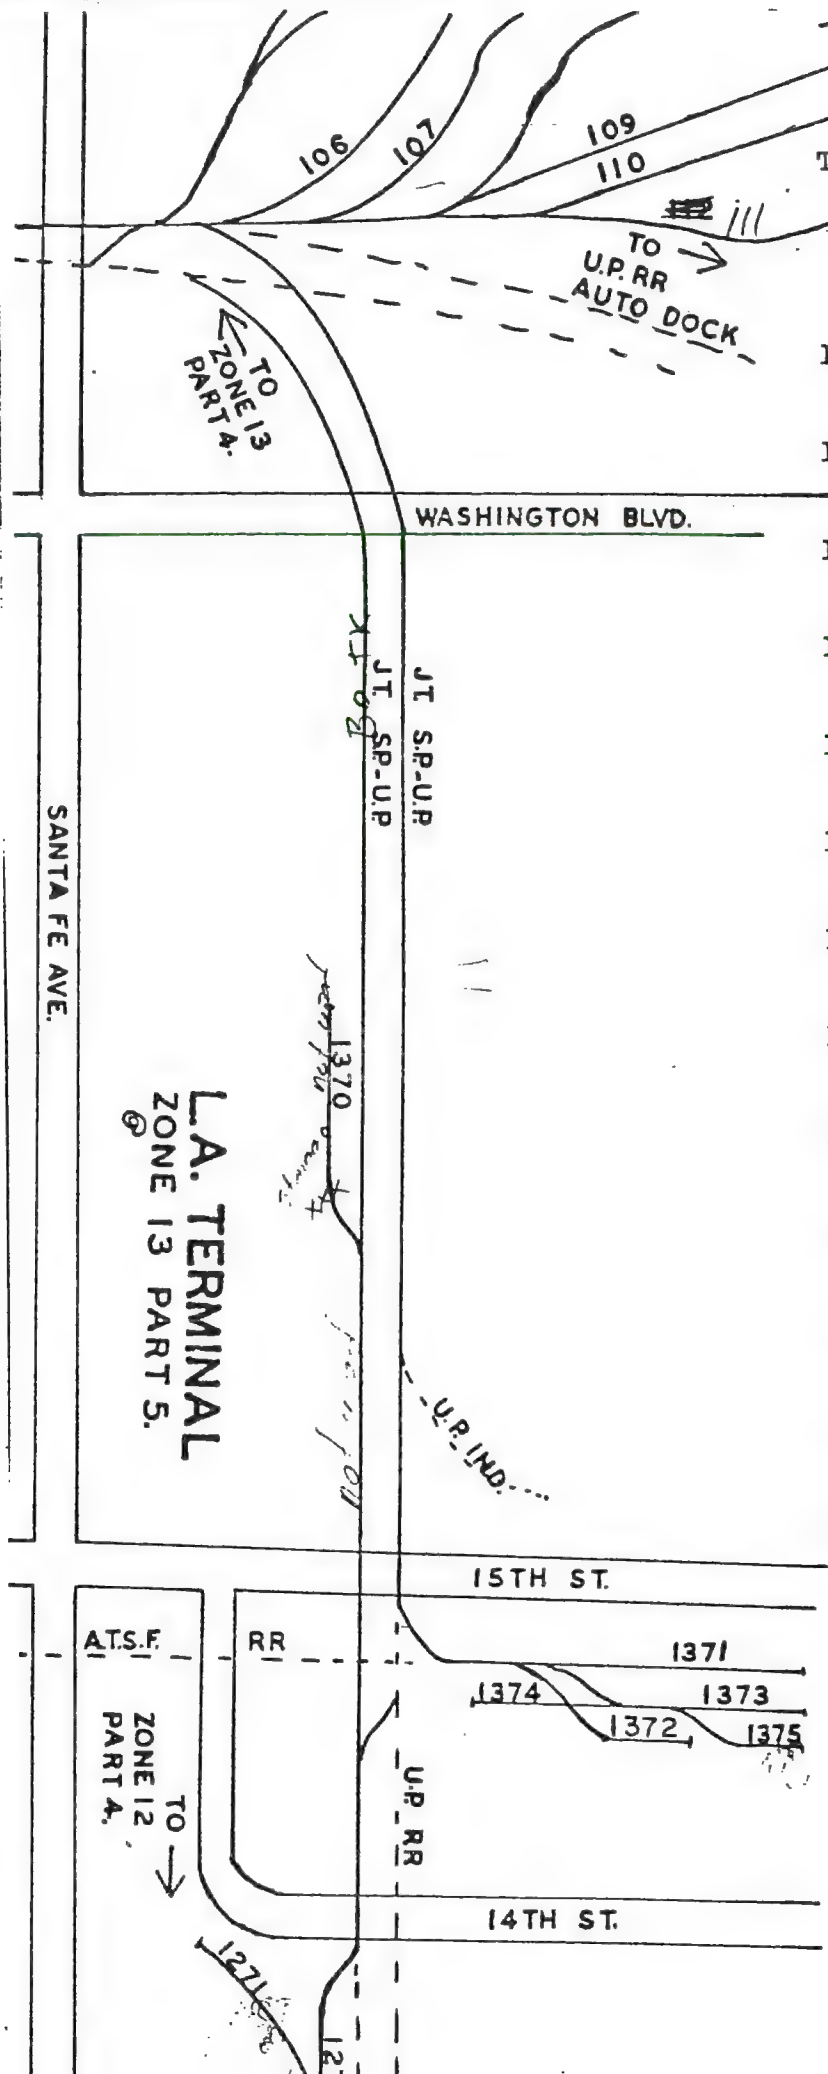 106
107
109
110
111
TO
U.P. RR
AUTO DOCK
TO
ZONE 13
PART 4.
WASHINGTON BLVD.
JT. S.P.-U.P.
JT. S.P.-U.P.
SANTA FE AVE.
1370
L.A. TERMINAL
ZONE 13 PART 5.
U.P. IND.
15TH ST.
A.T.S.F. RR
1371
1374
1373
1372
1375
TO
ZONE 12
PART 4.
U.P. RR
14TH ST.
1271